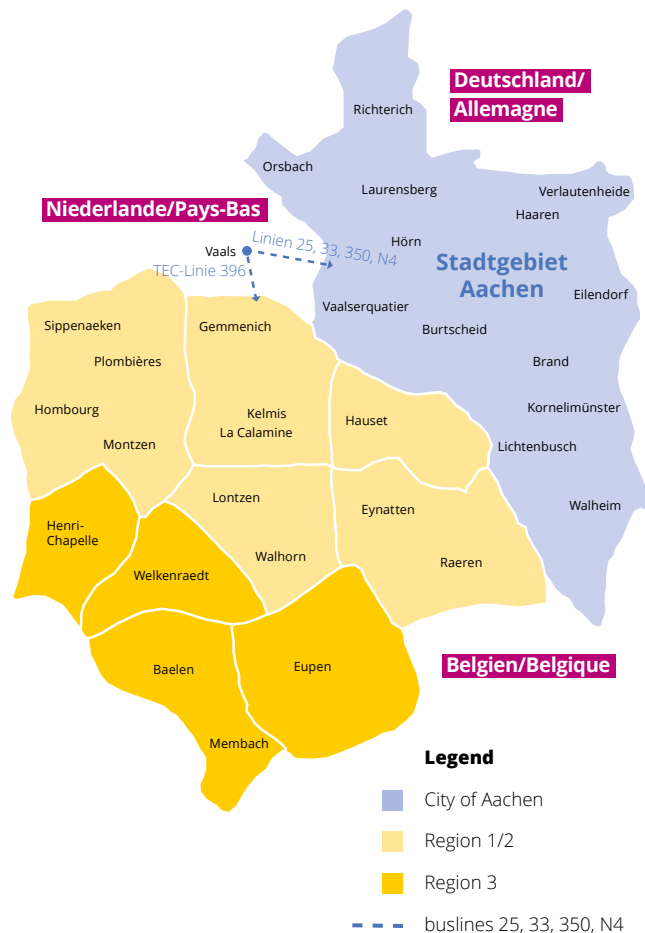 Deutschland/
Allemagne
Richterich
Orsbach
Laurensberg
Verlautenheide
Haaren
Niederlande/Pays-Bas
Hörn
Linien 25, 33, 350, N4
Vaals
TEC-Linie 396
Stadtgebiet
Aachen
Eilendorf
Vaalserquatier
Burtscheid
Sippenaeken
Gemmenich
Plombières
Brand
Hombourg
Kelmis
La Calamine
Hauset
Kornelimünster
Montzen
Lichtenbusch
Lontzen
Eynatten
Walheim
Henri-
Chapelle
Walhorn
Raeren
Welkenraedt
Baelen
Eupen
Belgien/Belgique
Membach
Legend
City of Aachen
Region 1/2
Region 3
buslines 25, 33, 350, N4